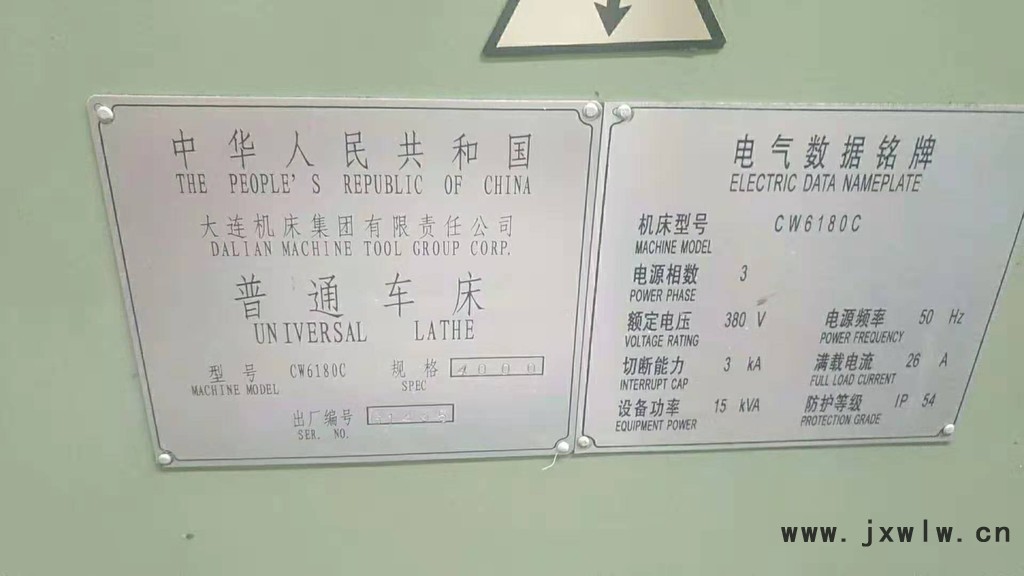 中华人民共和国
THE PEOPLE'S REPUBLIC OF CHINA
大连机床集团有限责任公司
DALIAN MACHINE TOOL GROUP CORP.
普通车床
UNIVERSAL LATHE
型号 CW6180C 规格
MACHINE MODEL SPEC
出厂编号
SER. NO.
电气数据铭牌
ELECTRIC DATA NAMEPLATE
机床型号 CW6180C
MACHINE MODEL
电源相数 3
POWER PHASE
额定电压 380 V 电源频率 50 Hz
VOLTAGE RATING POWER FREQUENCY
切断能力 3 kA 满载电流 26 A
INTERRUPT CAP FULL LOAD CURRENT
设备功率 15 kVA 防护等级 IP 54
EQUIPMENT POWER PROTECTION GRADE
www.jxwlw.cn